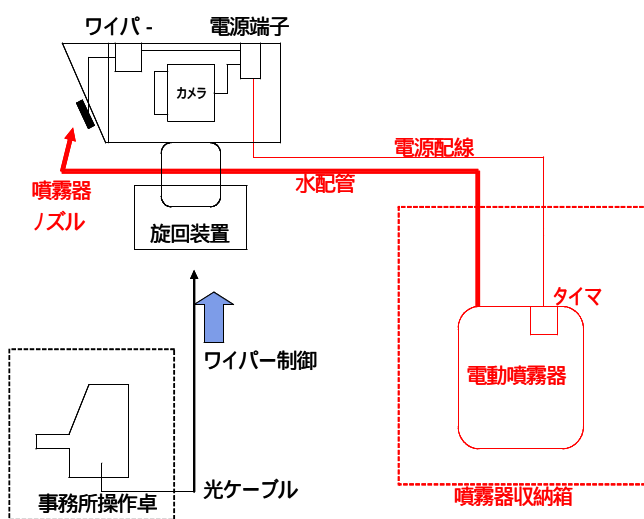 ワイパ -
電源端子
カメラ
電源配線
噴霧器
ノズル
水配管
旋回装置
タイマ
ワイパー制御
電動噴霧器
光ケーブル
事務所操作卓
噴霧器収納箱